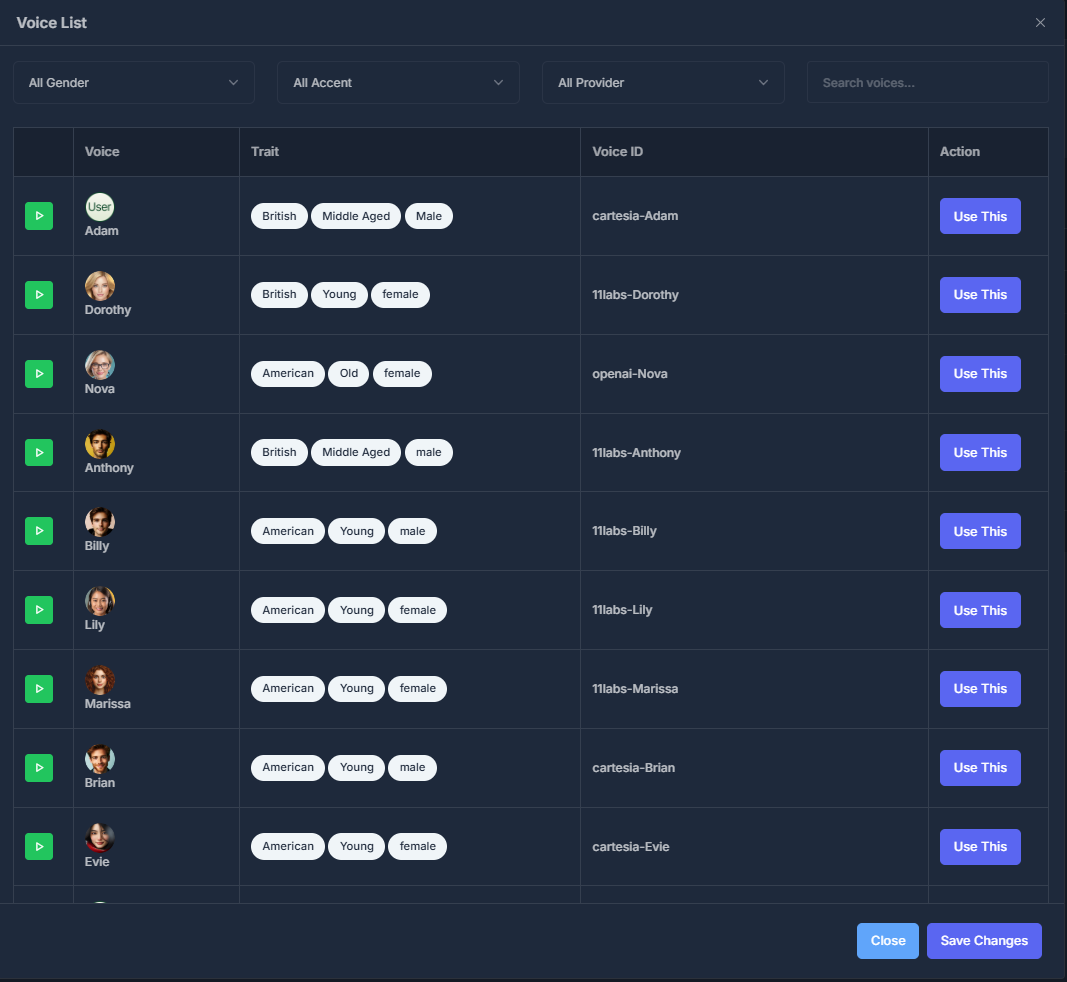 Voice List
All Gender All Accent All Provider Search voices...
Voice Trait Voice ID Action
User
Adam British Middle Aged Male cartesia-Adam Use This
Dorothy British Young female 11labs-Dorothy Use This
Nova American Old female openai-Nova Use This
Anthony British Middle Aged male 11labs-Anthony Use This
Billy American Young male 11labs-Billy Use This
Lily American Young female 11labs-Lily Use This
Marissa American Young female 11labs-Marissa Use This
Brian American Young male cartesia-Brian Use This
Evie American Young female cartesia-Evie Use This
Close Save Changes